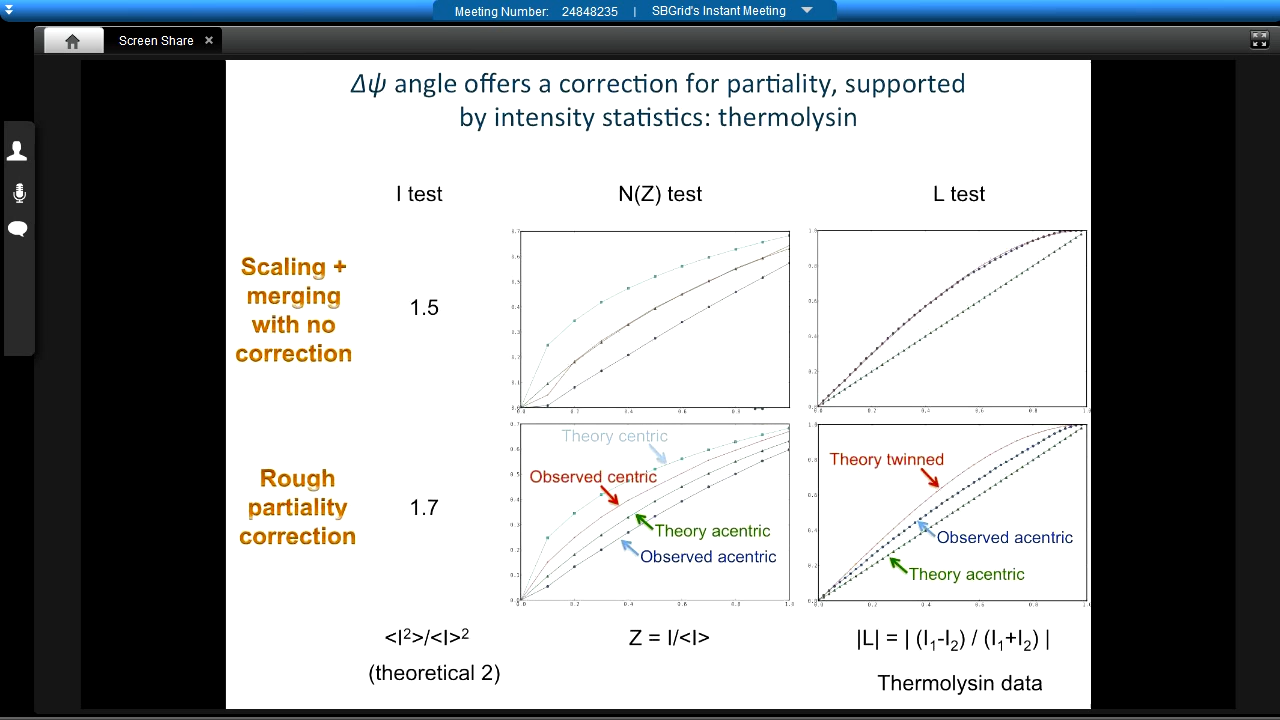 Meeting Number: 24848235 | SBGrid's Instant Meeting
Screen Share ×
Δψ angle offers a correction for partiality, supported
by intensity statistics: thermolysin
I test N(Z) test L test
Scaling +
merging
with no
correction
1.5
Rough
partiality
correction
1.7
Theory centric
Observed centric
Theory acentric
Observed acentric
Theory twinned
Observed acentric
Theory acentric
<I²>/<I>² Z = I/<I> |L| = | (I₁-I₂) / (I₁+I₂) |
(theoretical 2) Thermolysin data